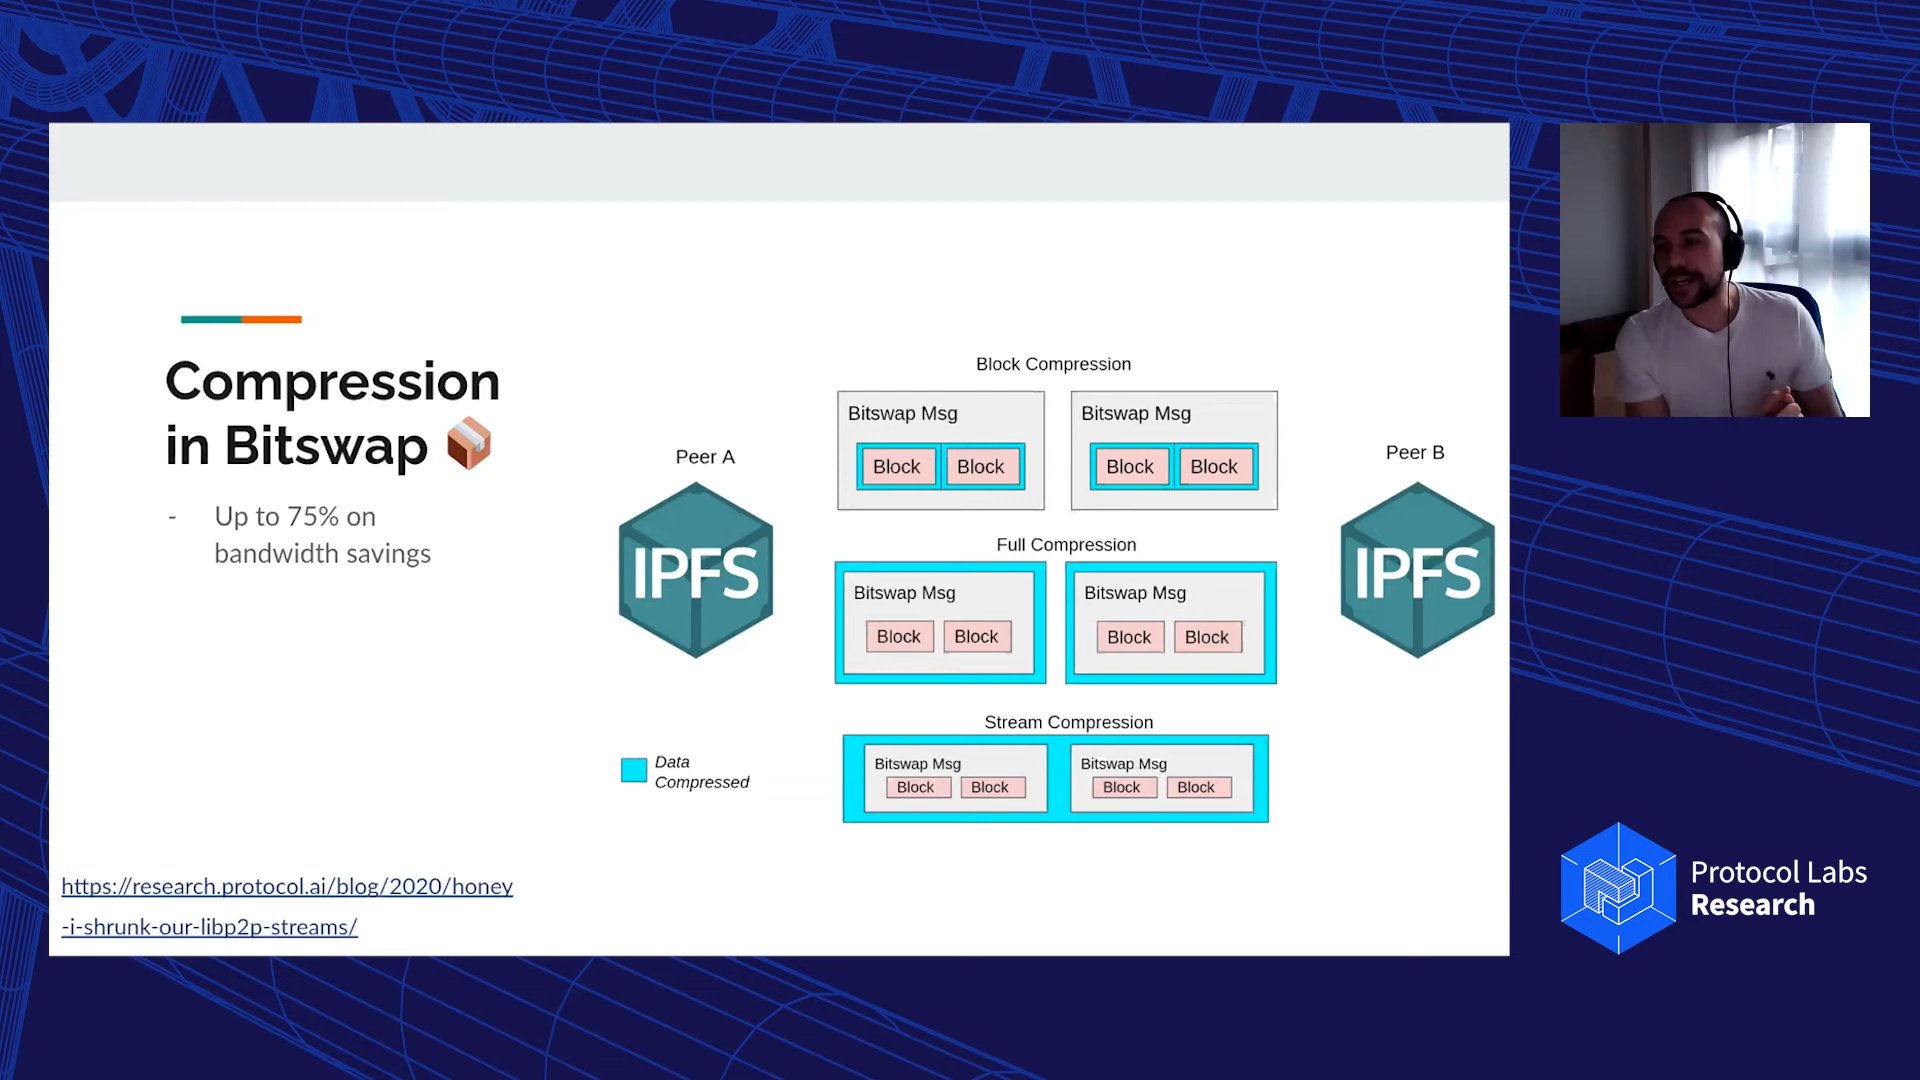 Compression
in Bitswap
- Up to 75% on
bandwidth savings
https://research.protocol.ai/blog/2020/honey
-i-shrunk-our-libp2p-streams/
Peer A
IPFS
Data
Compressed
Block Compression
Bitswap Msg
Block Block
Bitswap Msg
Block Block
Full Compression
Bitswap Msg
Block Block
Bitswap Msg
Block Block
Stream Compression
Bitswap Msg
Block Block
Bitswap Msg
Block Block
Peer B
IPFS
Protocol Labs
Research